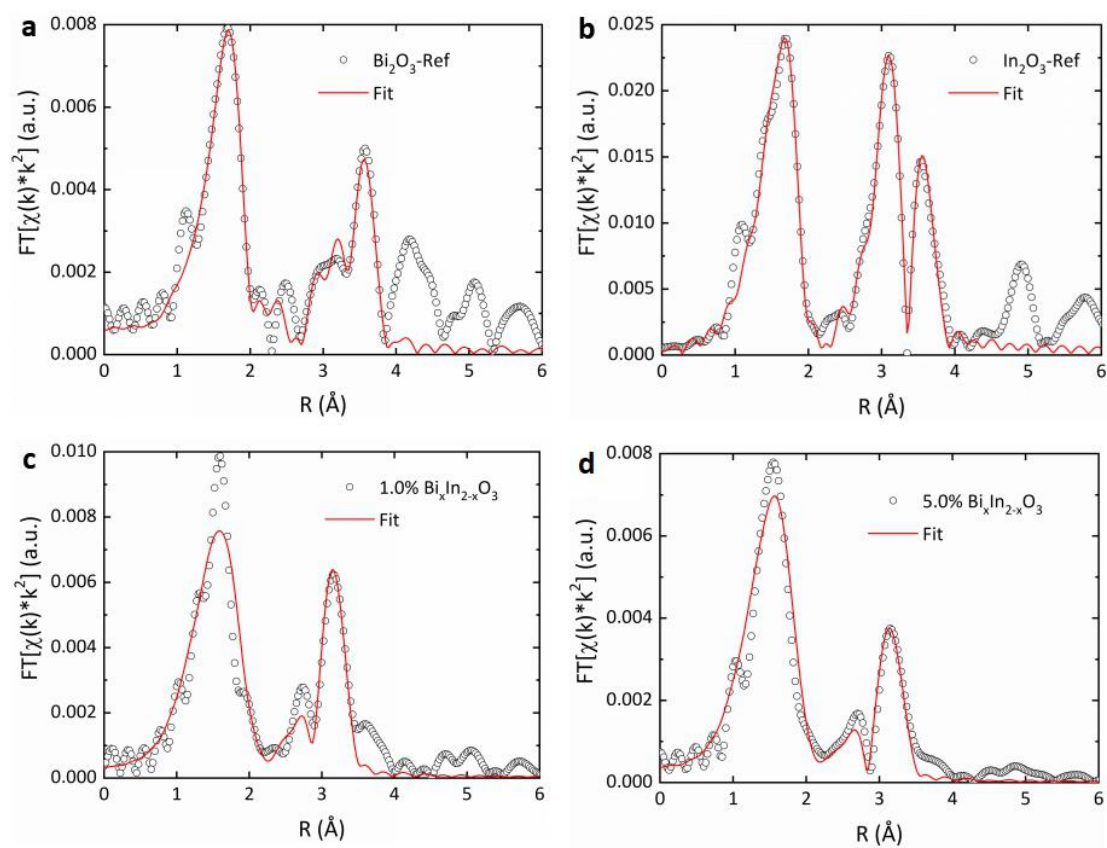 a
0.008
0.006
0.004
0.002
0.000
FT[χ(k)*k²] (a.u.)
Bi₂O₃-Ref
Fit
0 1 2 3 4 5 6
R (Å)
b
0.025
0.020
0.015
0.010
0.005
0.000
FT[χ(k)*k²] (a.u.)
In₂O₃-Ref
Fit
0 1 2 3 4 5 6
R (Å)
c
0.010
0.008
0.006
0.004
0.002
0.000
FT[χ(k)*k²] (a.u.)
1.0% BiₓIn₂₋ₓO₃
Fit
0 1 2 3 4 5 6
R (Å)
d
0.008
0.006
0.004
0.002
0.000
FT[χ(k)*k²] (a.u.)
5.0% BiₓIn₂₋ₓO₃
Fit
0 1 2 3 4 5 6
R (Å)